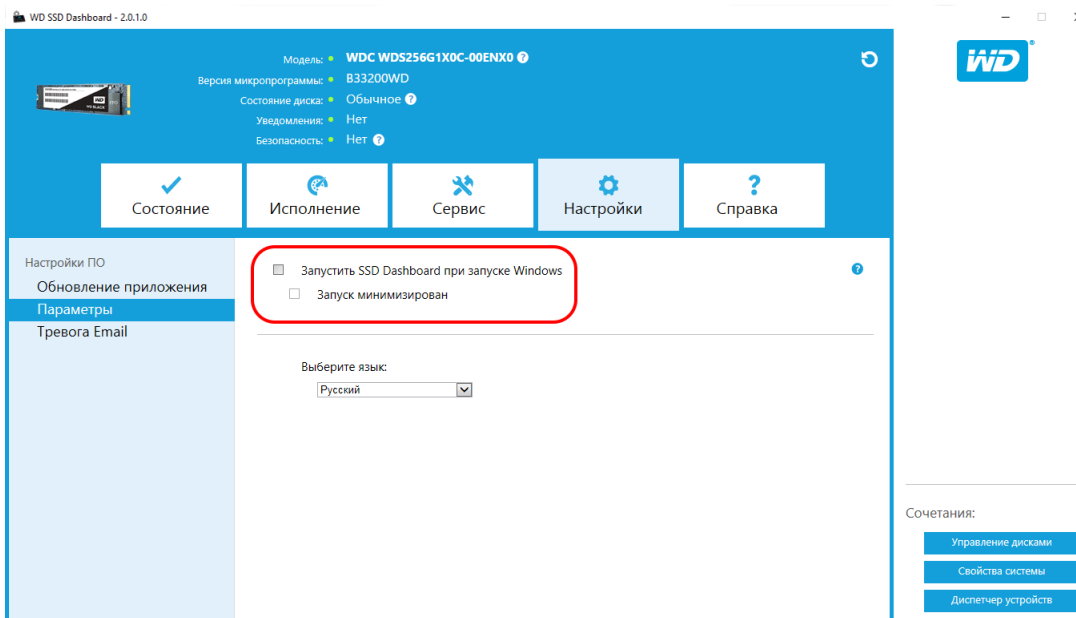 WD SSD Dashboard - 2.0.1.0
Модель: WDC WDS256G1X0C-00ENX0 ?
Версия микропрограммы: B33200WD
Состояние диска: Обычное ?
Уведомления: Нет
Безопасность: Нет ?
WD®
Состояние
Исполнение
Сервис
Настройки
?
Справка
Настройки ПО
Обновление приложения
Параметры
Тревога Email
Запустить SSD Dashboard при запуске Windows ?
Запуск минимизирован
Выберите язык:
Русский
Сочетания:
Управление дисками
Свойства системы
Диспетчер устройств